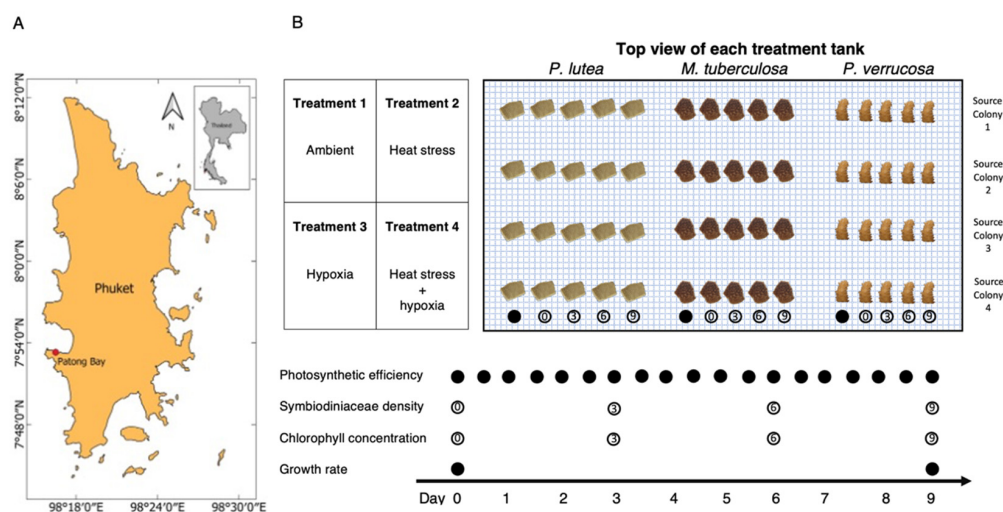 A
8°12'0"N
8°6'0"N
8°0'0"N
7°54'0"N
7°48'0"N
N
Thailand
Phuket
Patong Bay
98°18'0"E 98°24'0"E 98°30'0"E
B
Top view of each treatment tank
P. lutea M. tuberculosa P. verrucosa
Treatment 1 Treatment 2
Ambient Heat stress
Treatment 3 Treatment 4
Hypoxia Heat stress
+
hypoxia
Source
Colony
1
Source
Colony
2
Source
Colony
3
Source
Colony
4
0 3 6 9 0 3 6 9 0 3 6 9
Photosynthetic efficiency
Symbiodiniaceae density 0 3 6 9
Chlorophyll concentration 0 3 6 9
Growth rate
Day 0 1 2 3 4 5 6 7 8 9